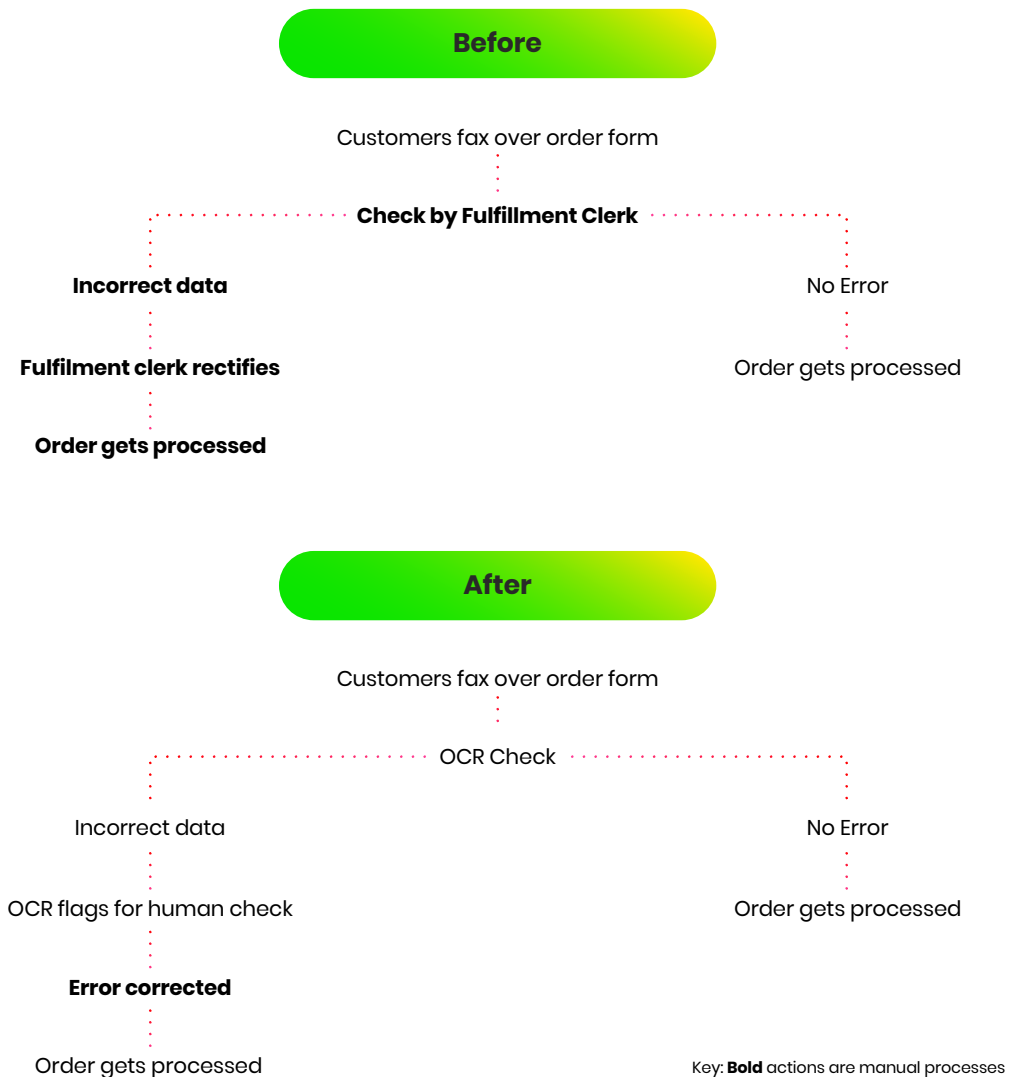 Before
Customers fax over order form
Check by Fulfillment Clerk
Incorrect data
No Error
Fulfilment clerk rectifies
Order gets processed
Order gets processed
After
Customers fax over order form
OCR Check
Incorrect data
No Error
OCR flags for human check
Order gets processed
Error corrected
Order gets processed
Key: Bold actions are manual processes